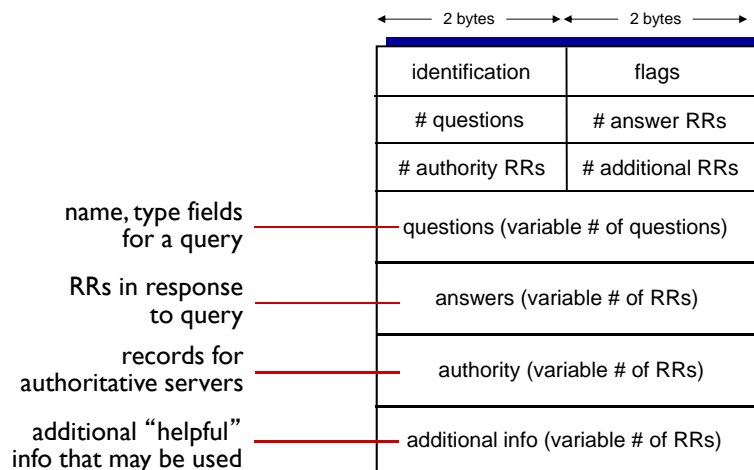 2 bytes 2 bytes
identification flags
# questions # answer RRs
# authority RRs # additional RRs
name, type fields
for a query
questions (variable # of questions)
RRs in response
to query
answers (variable # of RRs)
records for
authoritative servers
authority (variable # of RRs)
additional “helpful”
info that may be used
additional info (variable # of RRs)